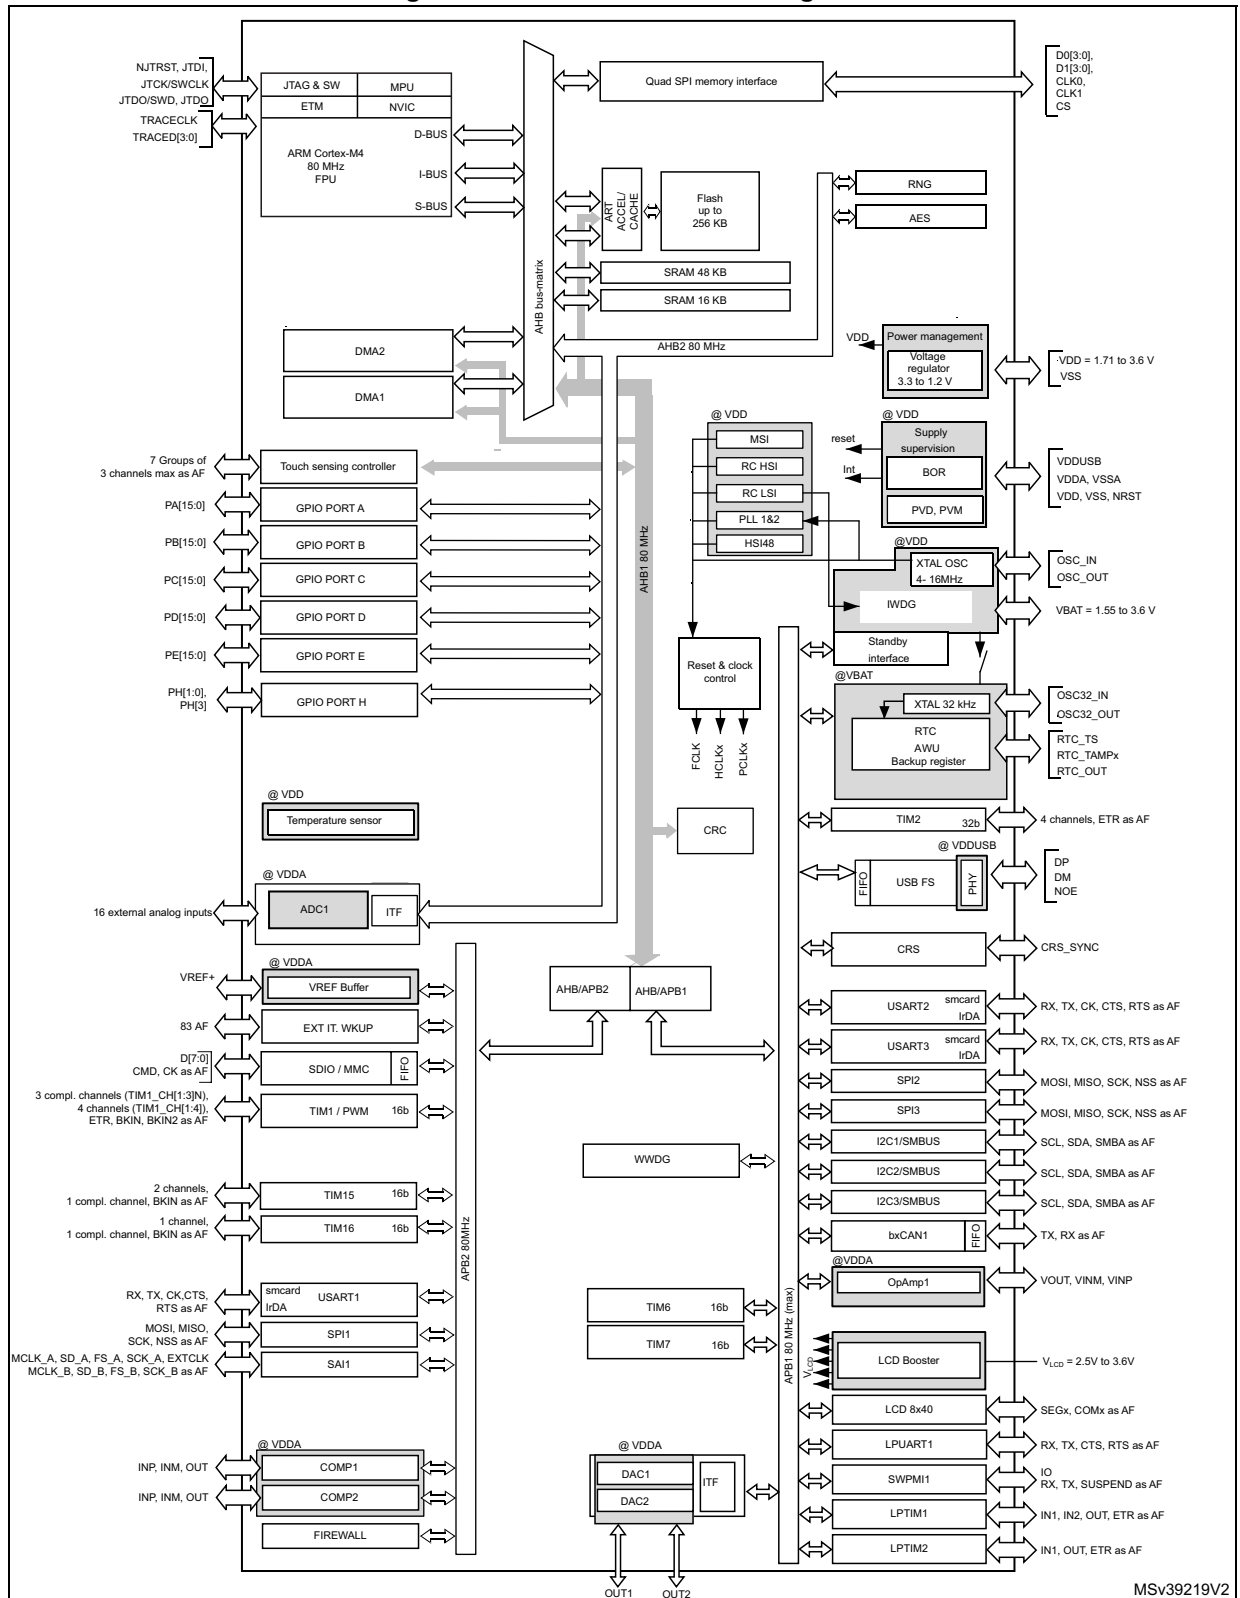 NJTRST, JTDI,
JTCK/SWCLK
JTDO/SWD, JTDO
TRACECLK
TRACED[3:0]
JTAG & SW
MPU
ETM
NVIC
ARM Cortex-M4
80 MHz
FPU
D-BUS
I-BUS
S-BUS
AHB bus-matrix
Quad SPI memory interface
D0[3:0],
D1[3:0],
CLK0,
CLK1
CS
ART
ACCEL/
CACHE
Flash
up to
256 KB
RNG
AES
SRAM 48 KB
SRAM 16 KB
AHB2 80 MHz
DMA2
DMA1
VDD
Power management
Voltage
regulator
3.3 to 1.2 V
VDD = 1.71 to 3.6 V
VSS
@ VDD
MSI
RC HSI
RC LSI
PLL 1&2
HSI48
@ VDD
reset
Int
Supply
supervision
BOR
PVD, PVM
VDDUSB
VDDA, VSSA
VDD, VSS, NRST
7 Groups of
3 channels max as AF
Touch sensing controller
PA[15:0]
GPIO PORT A
PB[15:0]
GPIO PORT B
PC[15:0]
GPIO PORT C
PD[15:0]
GPIO PORT D
PE[15:0]
GPIO PORT E
PH[1:0],
PH[3]
GPIO PORT H
AHB1 80 MHz
@VDD
XTAL OSC
4- 16MHz
IWDG
OSC_IN
OSC_OUT
VBAT = 1.55 to 3.6 V
Standby
interface
Reset & clock
control
FCLK
HCLKx
PCLKx
@VBAT
XTAL 32 kHz
RTC
AWU
Backup register
OSC32_IN
OSC32_OUT
RTC_TS
RTC_TAMPx
RTC_OUT
@ VDD
Temperature sensor
CRC
TIM2
32b
4 channels, ETR as AF
@ VDDUSB
FIFO
USB FS
PHY
DP
DM
NOE
@ VDDA
16 external analog inputs
ADC1
ITF
CRS
CRS_SYNC
@ VDDA
VREF+
VREF Buffer
AHB/APB2
AHB/APB1
83 AF
EXT IT. WKUP
D[7:0]
CMD, CK as AF
SDIO / MMC
FIFO
3 compl. channels (TIM1_CH[1:3]N),
4 channels (TIM1_CH[1:4]),
ETR, BKIN, BKIN2 as AF
TIM1 / PWM
16b
USART2
smcard
IrDA
RX, TX, CK, CTS, RTS as AF
USART3
smcard
IrDA
RX, TX, CK, CTS, RTS as AF
SPI2
MOSI, MISO, SCK, NSS as AF
SPI3
MOSI, MISO, SCK, NSS as AF
WWDG
I2C1/SMBUS
SCL, SDA, SMBA as AF
I2C2/SMBUS
SCL, SDA, SMBA as AF
I2C3/SMBUS
SCL, SDA, SMBA as AF
bxCAN1
FIFO
TX, RX as AF
2 channels,
1 compl. channel, BKIN as AF
TIM15
16b
1 channel,
1 compl. channel, BKIN as AF
TIM16
16b
APB2 80MHz
@VDDA
OpAmp1
VOUT, VINM, VINP
RX, TX, CK,CTS,
RTS as AF
smcard
IrDA
USART1
TIM6
16b
TIM7
16b
APB1 80 MHz (max)
MOSI, MISO,
SCK, NSS as AF
SPI1
MCLK_A, SD_A, FS_A, SCK_A, EXTCLK
MCLK_B, SD_B, FS_B, SCK_B as AF
SAI1
VLCD
LCD Booster
VLCD = 2.5V to 3.6V
LCD 8x40
SEGx, COMx as AF
@ VDDA
INP, INM, OUT
COMP1
INP, INM, OUT
COMP2
FIREWALL
@ VDDA
DAC1
DAC2
ITF
OUT1
OUT2
LPUART1
RX, TX, CTS, RTS as AF
SWPMI1
IO
RX, TX, SUSPEND as AF
LPTIM1
IN1, IN2, OUT, ETR as AF
LPTIM2
IN1, OUT, ETR as AF
MSv39219V2